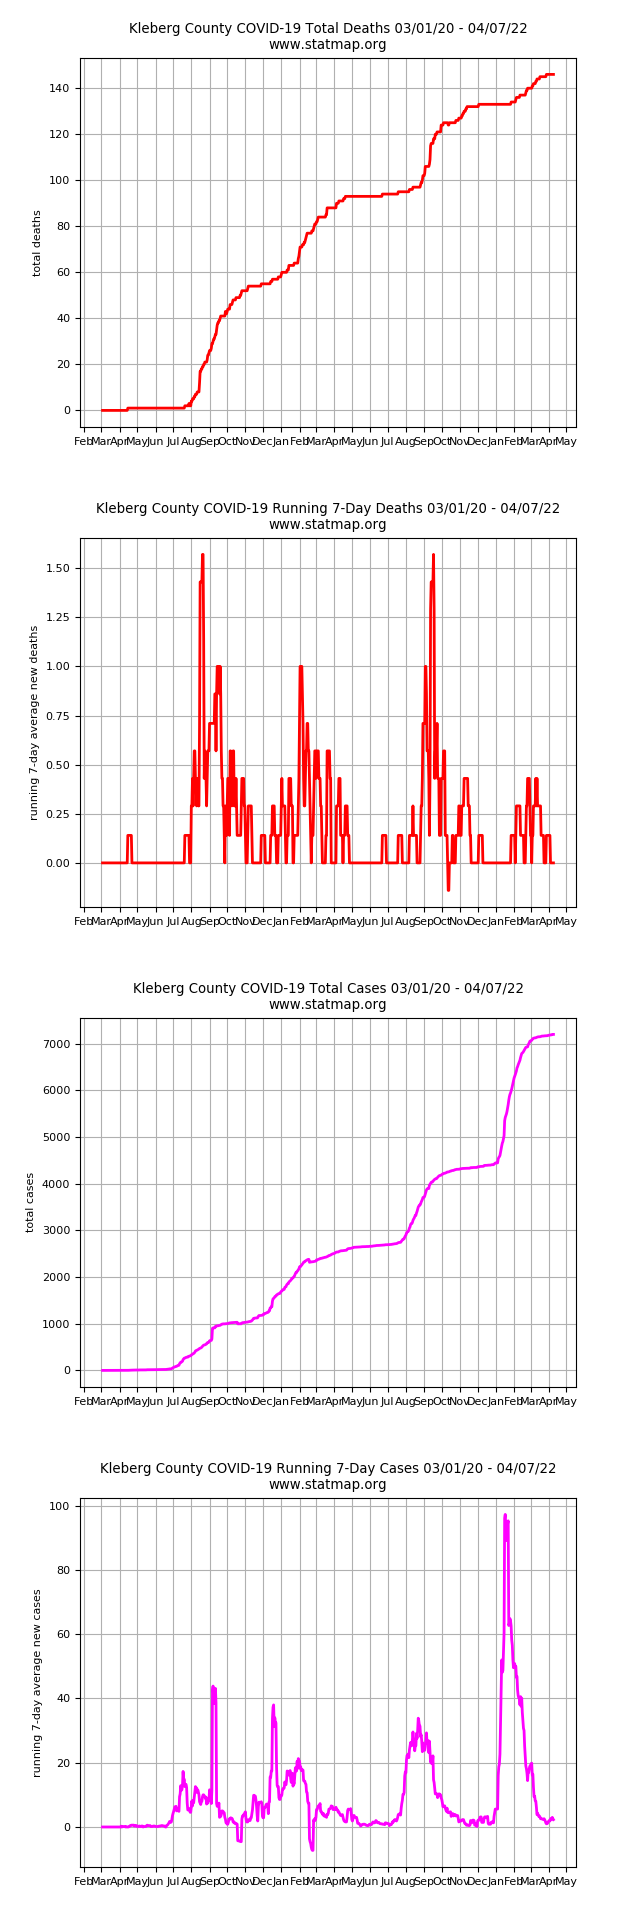 Kleberg County COVID-19 Total Deaths 03/01/20 - 04/07/22
www.statmap.org
140
120
100
80
60
40
20
0
total deaths
Feb Mar Apr May Jun Jul Aug Sep Oct Nov Dec Jan Feb Mar Apr May Jun Jul Aug Sep Oct Nov Dec Jan Feb Mar Apr May
Kleberg County COVID-19 Running 7-Day Deaths 03/01/20 - 04/07/22
www.statmap.org
1.50
1.25
1.00
0.75
0.50
0.25
0.00
running 7-day average new deaths
Feb Mar Apr May Jun Jul Aug Sep Oct Nov Dec Jan Feb Mar Apr May Jun Jul Aug Sep Oct Nov Dec Jan Feb Mar Apr May
Kleberg County COVID-19 Total Cases 03/01/20 - 04/07/22
www.statmap.org
7000
6000
5000
4000
3000
2000
1000
0
total cases
Feb Mar Apr May Jun Jul Aug Sep Oct Nov Dec Jan Feb Mar Apr May Jun Jul Aug Sep Oct Nov Dec Jan Feb Mar Apr May
Kleberg County COVID-19 Running 7-Day Cases 03/01/20 - 04/07/22
www.statmap.org
100
80
60
40
20
0
running 7-day average new cases
Feb Mar Apr May Jun Jul Aug Sep Oct Nov Dec Jan Feb Mar Apr May Jun Jul Aug Sep Oct Nov Dec Jan Feb Mar Apr May